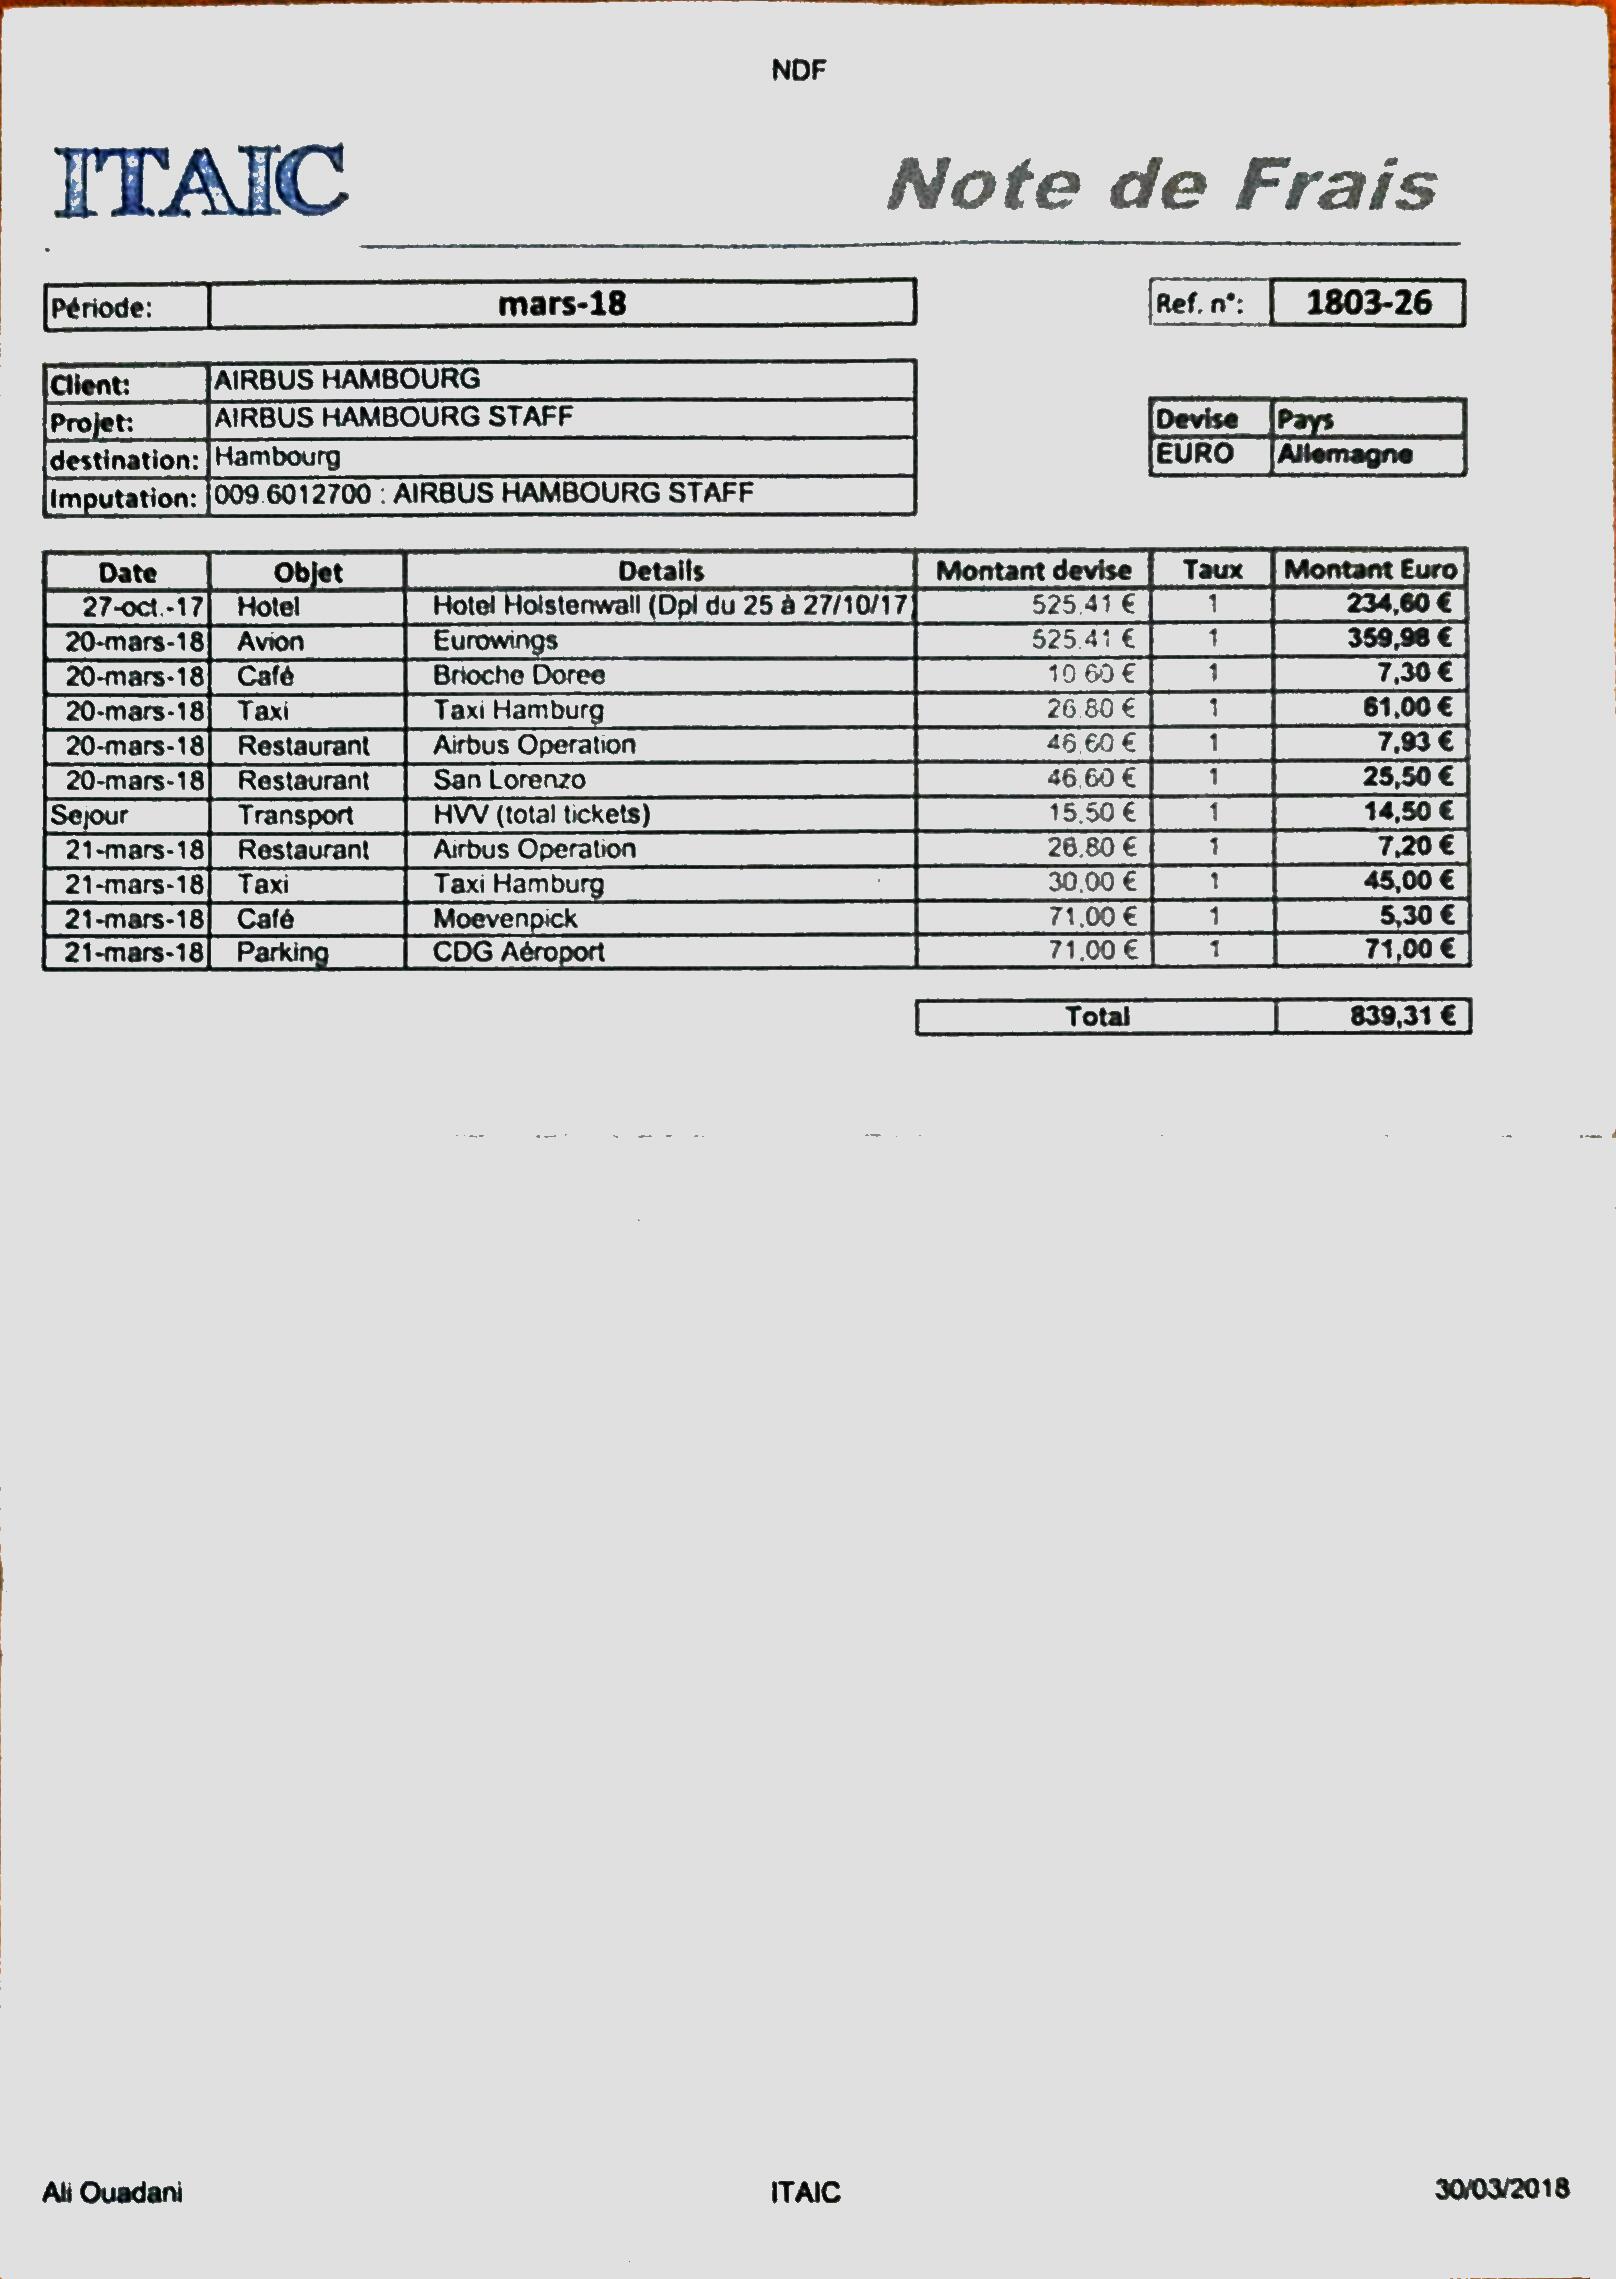 NDF
ITAIC
Note de Frais
Période: mars-18 Ref. n°: 1803-26
Client: AIRBUS HAMBOURG
Projet: AIRBUS HAMBOURG STAFF Devise Pays
destination: Hambourg EURO Allemagne
Imputation: 009.6012700 : AIRBUS HAMBOURG STAFF
Date Objet Details Montant devise Taux Montant Euro
27-oct.-17 Hotel Hotel Holstenwall (Dpl du 25 à 27/10/17 525.41 € 1 234,60 €
20-mars-18 Avion Eurowings 525.41 € 1 359,98 €
20-mars-18 Café Brioche Doree 10.60 € 1 7,30 €
20-mars-18 Taxi Taxi Hamburg 26.80 € 1 61,00 €
20-mars-18 Restaurant Airbus Operation 46,60 € 1 7,93 €
20-mars-18 Restaurant San Lorenzo 46,60 € 1 25,50 €
Sejour Transport HVV (total tickets) 15.50 € 1 14,50 €
21-mars-18 Restaurant Airbus Operation 26.80 € 1 7,20 €
21-mars-18 Taxi Taxi Hamburg 30,00 € 1 45,00 €
21-mars-18 Café Moevenpick 71,00 € 1 5,30 €
21-mars-18 Parking CDG Aéroport 71.00 € 1 71,00 €
Total 839,31 €
Ali Ouadani ITAIC 30/03/2018